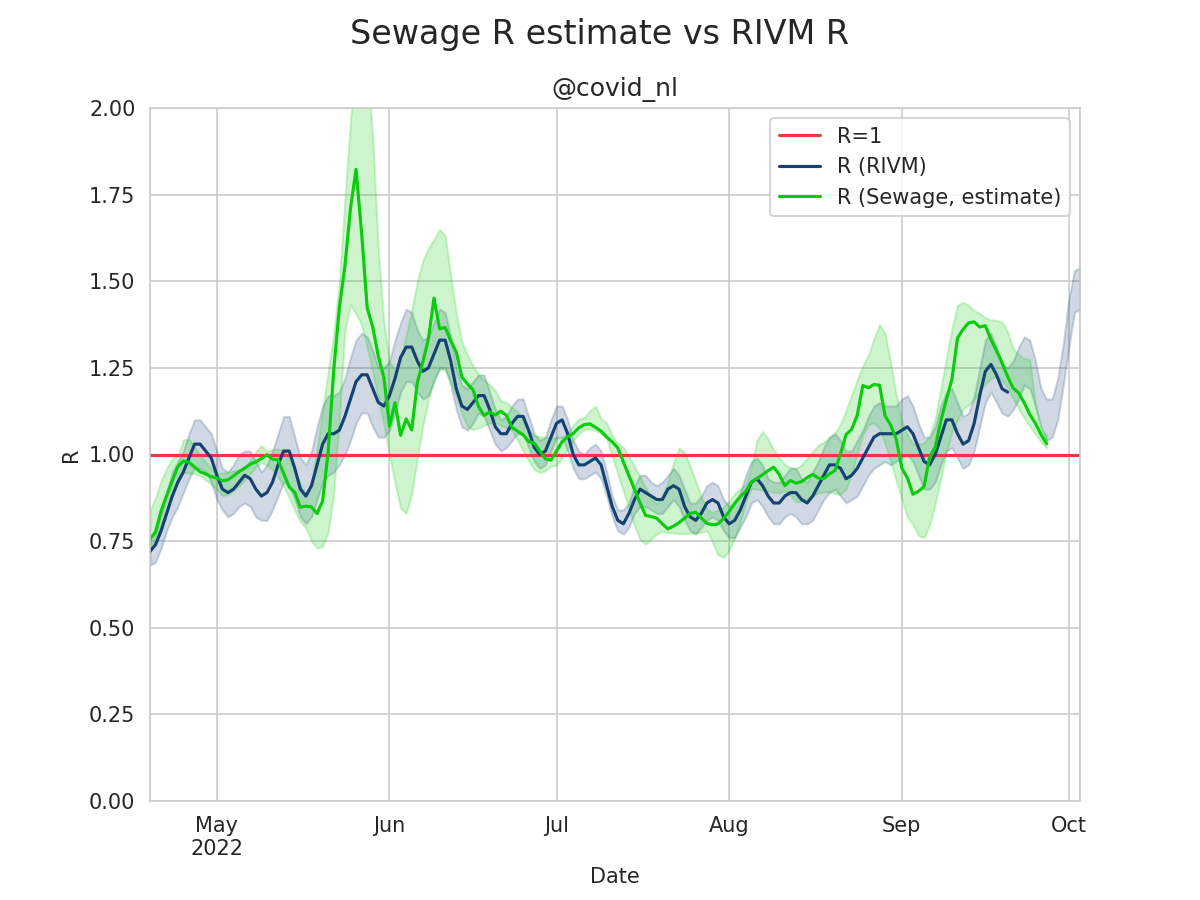 Sewage R estimate vs RIVM R
@covid_nl
R=1
R (RIVM)
R (Sewage, estimate)
2.00
1.75
1.50
1.25
1.00
0.75
0.50
0.25
0.00
R
May
2022
Jun
Jul
Aug
Sep
Oct
Date